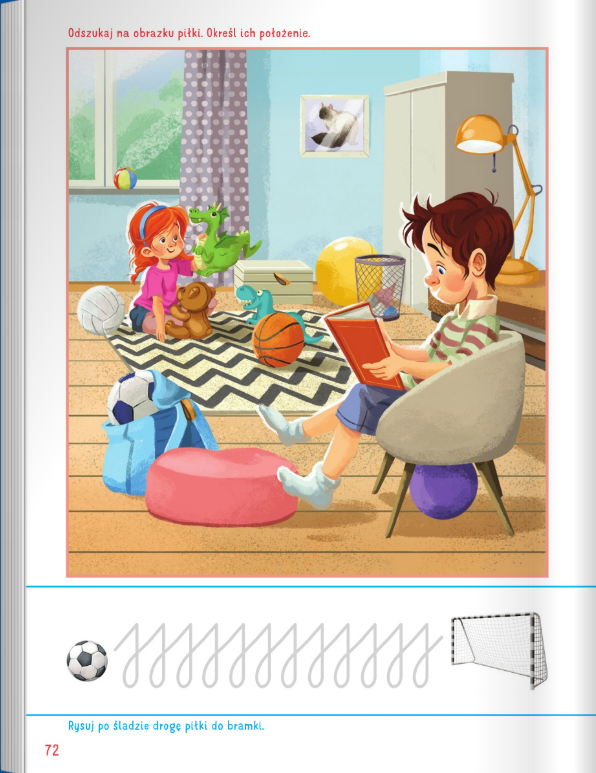 Odszukaj na obrazku piłki. Określ ich położenie.
Rysuj po śladzie drogę piłki do bramki.
72